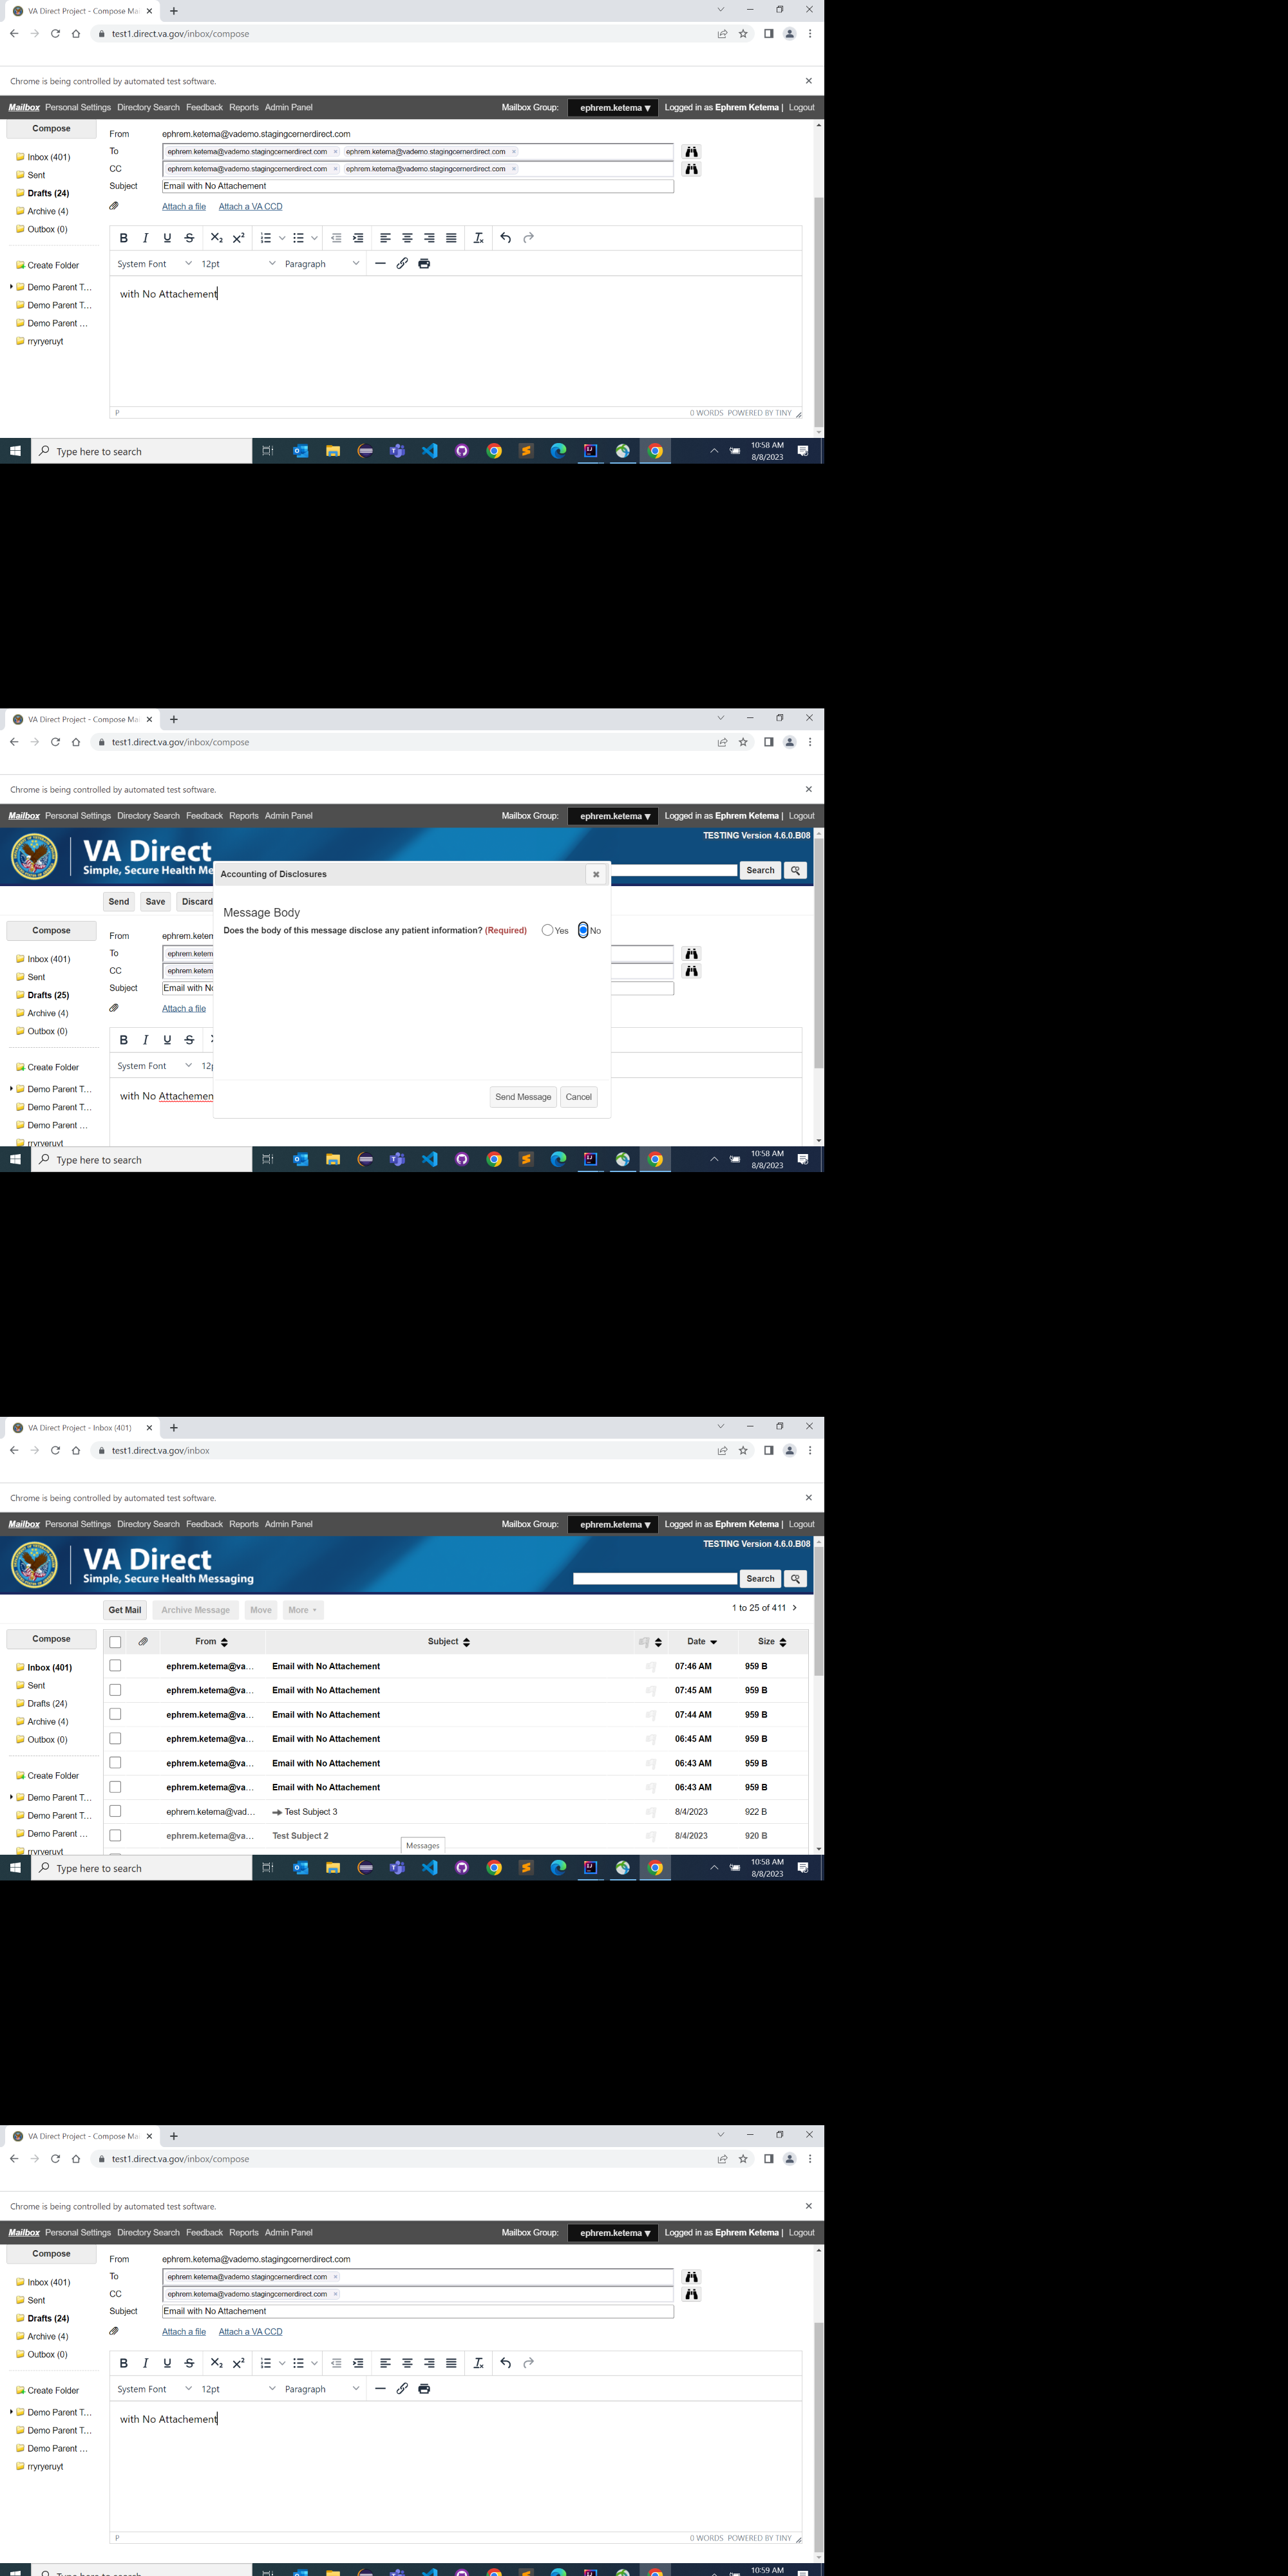 VA Direct Project - Compose Ma
test1.direct.va.gov/inbox/compose
Chrome is being controlled by automated test software.
Mailbox Personal Settings Directory Search Feedback Reports Admin Panel Mailbox Group: ephrem.ketema ▾ Logged in as Ephrem Ketema | Logout
Compose
From ephrem.ketema@vademo.stagingcernerdirect.com
To ephrem.ketema@vademo.stagingcernerdirect.com × ephrem.ketema@vademo.stagingcernerdirect.com ×
Inbox (401)
CC ephrem.ketema@vademo.stagingcernerdirect.com × ephrem.ketema@vademo.stagingcernerdirect.com ×
Sent
Subject Email with No Attachement
Drafts (24)
Attach a file Attach a VA CCD
Archive (4)
Outbox (0)
B I U S X₂ X²
System Font 12pt Paragraph
Create Folder
Demo Parent T...
with No Attachement
Demo Parent T...
Demo Parent ...
rryryeruyt
P 0 WORDS POWERED BY TINY
Type here to search
10:58 AM
8/8/2023
VA Direct Project - Compose Ma
test1.direct.va.gov/inbox/compose
Chrome is being controlled by automated test software.
Mailbox Personal Settings Directory Search Feedback Reports Admin Panel Mailbox Group: ephrem.ketema ▾ Logged in as Ephrem Ketema | Logout
TESTING Version 4.6.0.B08
VA Direct
Simple, Secure Health Me
Search
Accounting of Disclosures
Send Save Discard
Message Body
Does the body of this message disclose any patient information? (Required) Yes No
Compose
From ephrem.ketem
To ephrem.ketem
Inbox (401)
CC ephrem.ketem
Sent
Subject Email with No
Drafts (25)
Attach a file
Archive (4)
Outbox (0)
B I U S
System Font 12p
Create Folder
Demo Parent T...
with No Attachemen
Send Message Cancel
Demo Parent T...
Demo Parent ...
rryryeruyt
Type here to search
10:58 AM
8/8/2023
VA Direct Project - Inbox (401)
test1.direct.va.gov/inbox
Chrome is being controlled by automated test software.
Mailbox Personal Settings Directory Search Feedback Reports Admin Panel Mailbox Group: ephrem.ketema ▾ Logged in as Ephrem Ketema | Logout
TESTING Version 4.6.0.B08
VA Direct
Simple, Secure Health Messaging
Search
Get Mail Archive Message Move More 1 to 25 of 411 >
Compose
From Subject Date Size
Inbox (401)
ephrem.ketema@va... Email with No Attachement 07:46 AM 959 B
Sent
ephrem.ketema@va... Email with No Attachement 07:45 AM 959 B
Drafts (24)
ephrem.ketema@va... Email with No Attachement 07:44 AM 959 B
Archive (4)
Outbox (0)
ephrem.ketema@va... Email with No Attachement 06:45 AM 959 B
ephrem.ketema@va... Email with No Attachement 06:43 AM 959 B
Create Folder
ephrem.ketema@va... Email with No Attachement 06:43 AM 959 B
Demo Parent T...
ephrem.ketema@vad... Test Subject 3 8/4/2023 922 B
Demo Parent T...
Demo Parent ...
ephrem.ketema@va... Test Subject 2 8/4/2023 920 B
Messages
rryryeruyt
Type here to search
10:58 AM
8/8/2023
VA Direct Project - Compose Ma
test1.direct.va.gov/inbox/compose
Chrome is being controlled by automated test software.
Mailbox Personal Settings Directory Search Feedback Reports Admin Panel Mailbox Group: ephrem.ketema ▾ Logged in as Ephrem Ketema | Logout
Compose
From ephrem.ketema@vademo.stagingcernerdirect.com
To ephrem.ketema@vademo.stagingcernerdirect.com ×
Inbox (401)
CC ephrem.ketema@vademo.stagingcernerdirect.com ×
Sent
Subject Email with No Attachement
Drafts (24)
Attach a file Attach a VA CCD
Archive (4)
Outbox (0)
B I U S X₂ X²
System Font 12pt Paragraph
Create Folder
Demo Parent T...
with No Attachement
Demo Parent T...
Demo Parent ...
rryryeruyt
P 0 WORDS POWERED BY TINY
Type here to search
10:59 AM